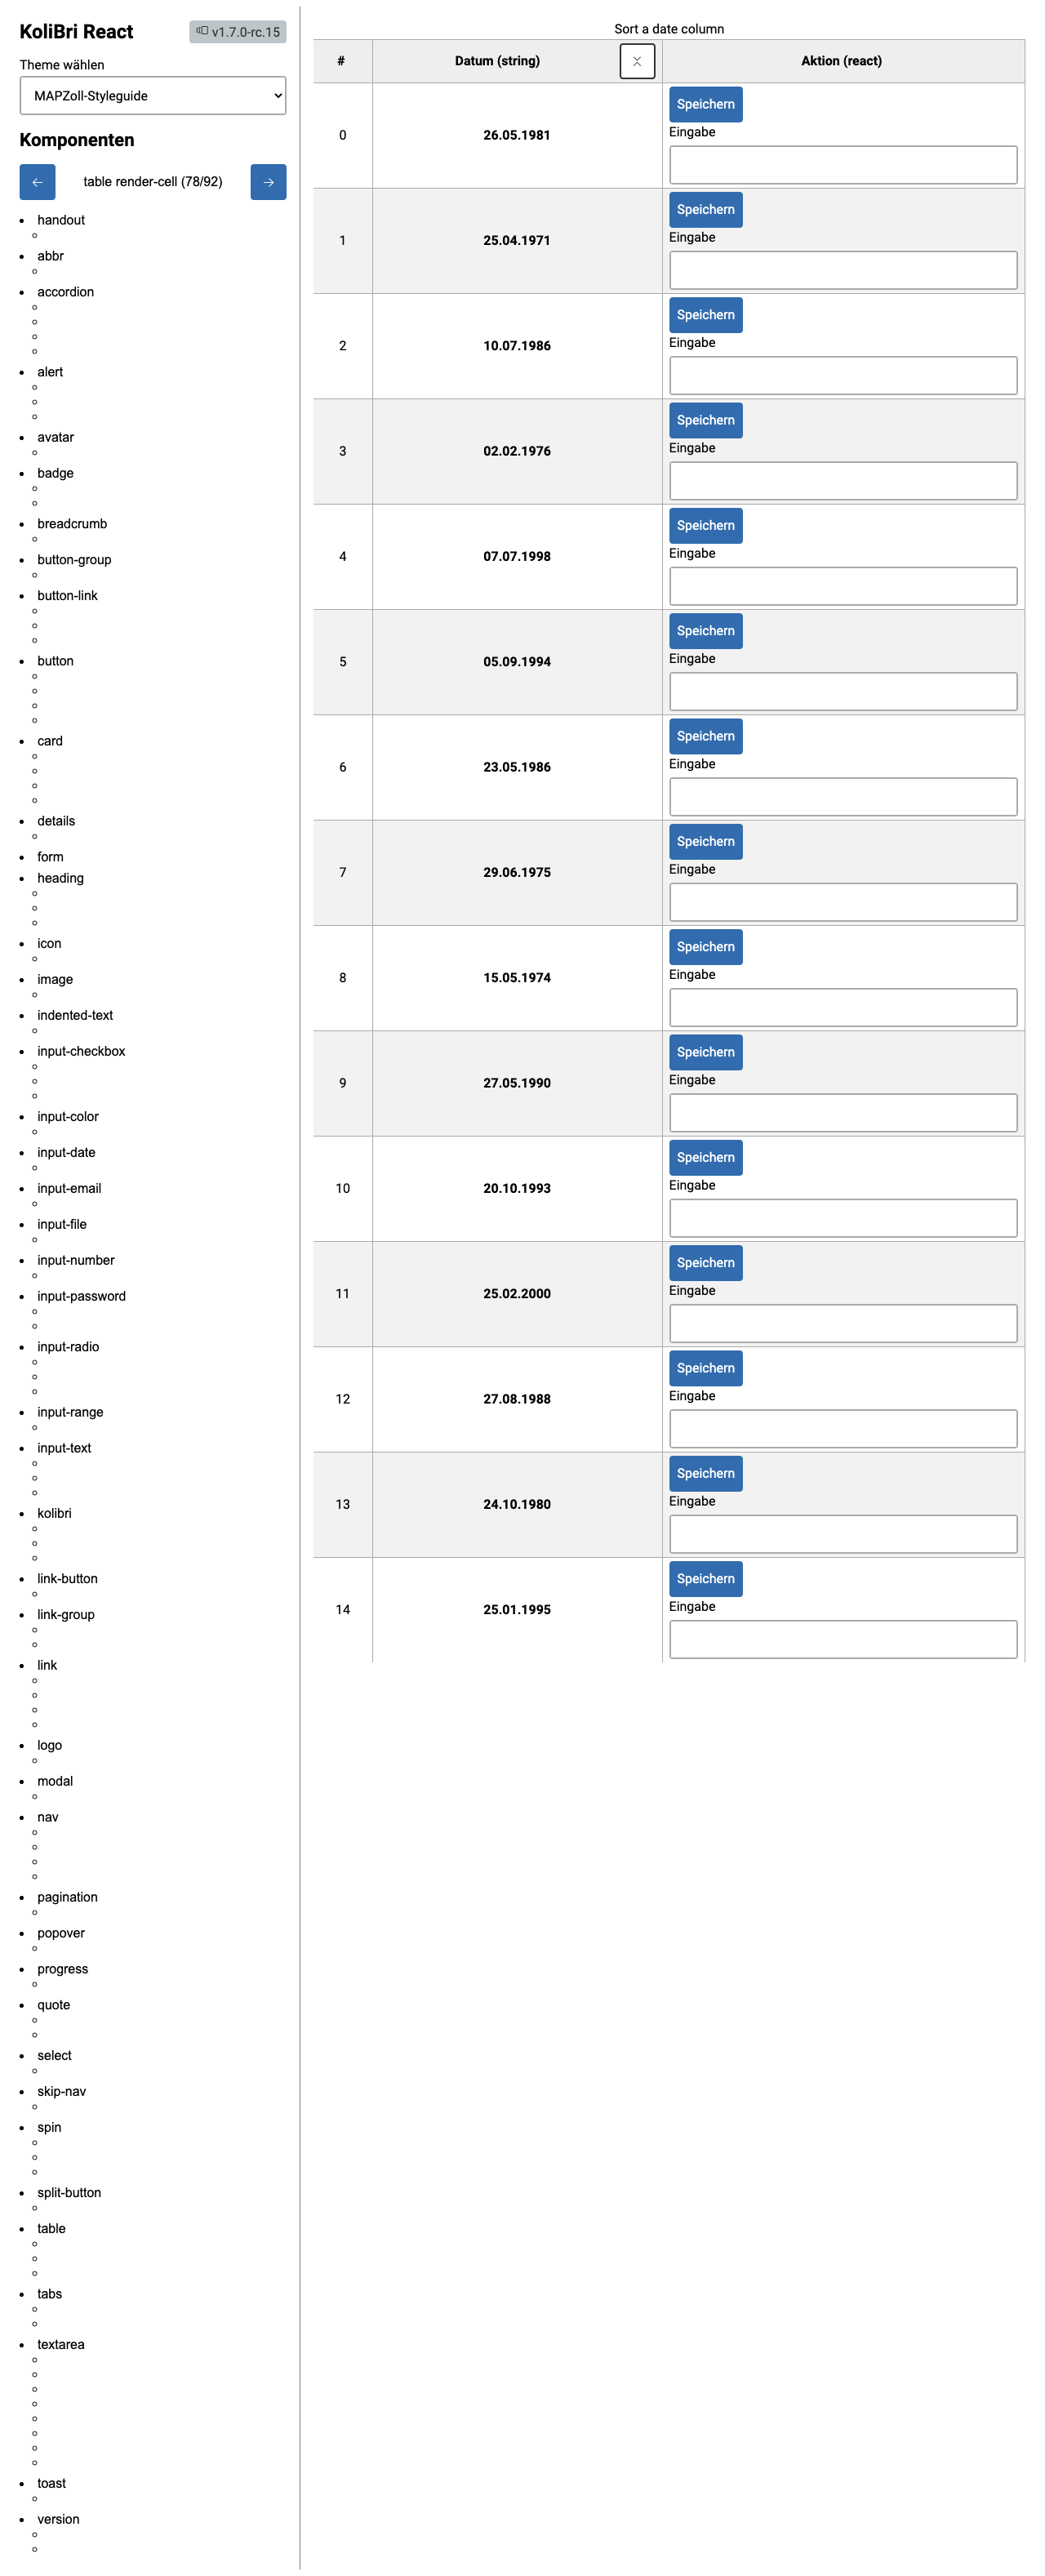 KoliBri React
v1.7.0-rc.15
Theme wählen
MAPZoll-Styleguide
Komponenten
← table render-cell (78/92) →
handout
abbr
accordion
alert
avatar
badge
breadcrumb
button-group
button-link
button
card
details
form
heading
icon
image
indented-text
input-checkbox
input-color
input-date
input-email
input-file
input-number
input-password
input-radio
input-range
input-text
kolibri
link-button
link-group
link
logo
modal
nav
pagination
popover
progress
quote
select
skip-nav
spin
split-button
table
tabs
textarea
toast
version
Sort a date column
# Datum (string) Aktion (react)
0 26.05.1981 Speichern
Eingabe
1 25.04.1971 Speichern
Eingabe
2 10.07.1986 Speichern
Eingabe
3 02.02.1976 Speichern
Eingabe
4 07.07.1998 Speichern
Eingabe
5 05.09.1994 Speichern
Eingabe
6 23.05.1986 Speichern
Eingabe
7 29.06.1975 Speichern
Eingabe
8 15.05.1974 Speichern
Eingabe
9 27.05.1990 Speichern
Eingabe
10 20.10.1993 Speichern
Eingabe
11 25.02.2000 Speichern
Eingabe
12 27.08.1988 Speichern
Eingabe
13 24.10.1980 Speichern
Eingabe
14 25.01.1995 Speichern
Eingabe